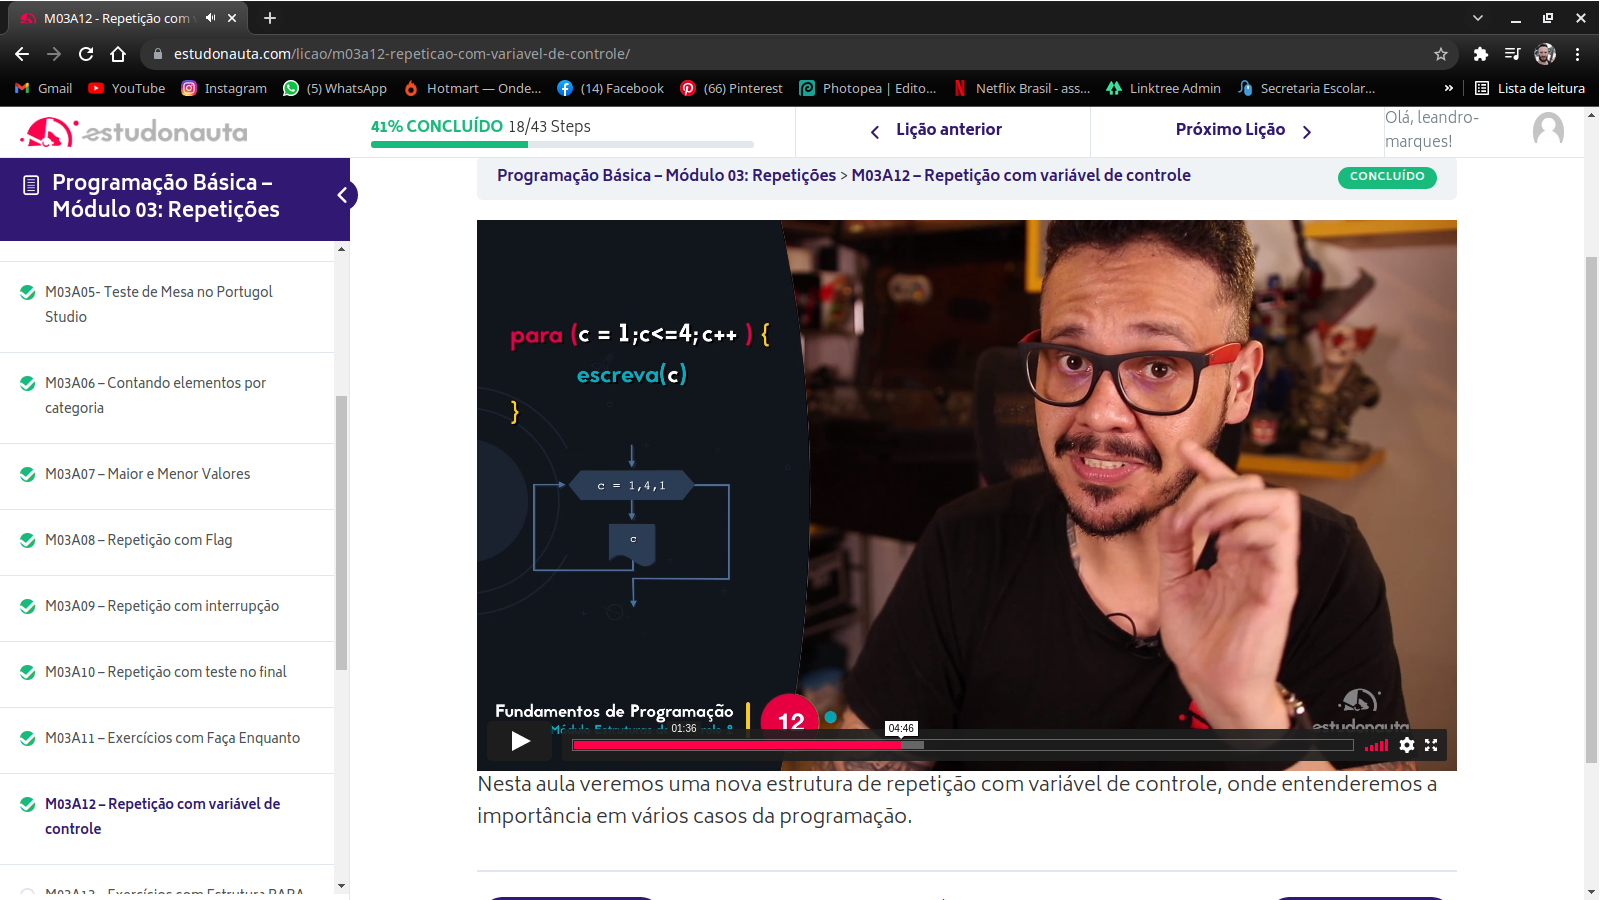 M03A12 - Repetição com v
estudonauta.com/licao/m03a12-repeticao-com-variavel-de-controle/
Gmail
YouTube
Instagram
(5) WhatsApp
Hotmart — Onde...
(14) Facebook
(66) Pinterest
Photopea | Edito...
Netflix Brasil - ass...
Linktree Admin
Secretaria Escolar...
»
Lista de leitura
estudonauta
41% CONCLUÍDO 18/43 Steps
Lição anterior
Próximo Lição
Olá, leandro-
marques!
Programação Básica –
Módulo 03: Repetições
M03A05- Teste de Mesa no Portugol
Studio
M03A06 – Contando elementos por
categoria
M03A07 – Maior e Menor Valores
M03A08 – Repetição com Flag
M03A09 – Repetição com interrupção
M03A10 – Repetição com teste no final
M03A11 – Exercícios com Faça Enquanto
M03A12 – Repetição com variável de
controle
M03A13 – Exercícios com Estrutura PARA
Programação Básica – Módulo 03: Repetições > M03A12 – Repetição com variável de controle
CONCLUÍDO
para (c = 1;c<=4;c++ ) {
escreva(c)
}
c = 1,4,1
c
Fundamentos de Programação
12
estudonauta
01:36
04:46
Nesta aula veremos uma nova estrutura de repetição com variável de controle, onde entenderemos a
importância em vários casos da programação.